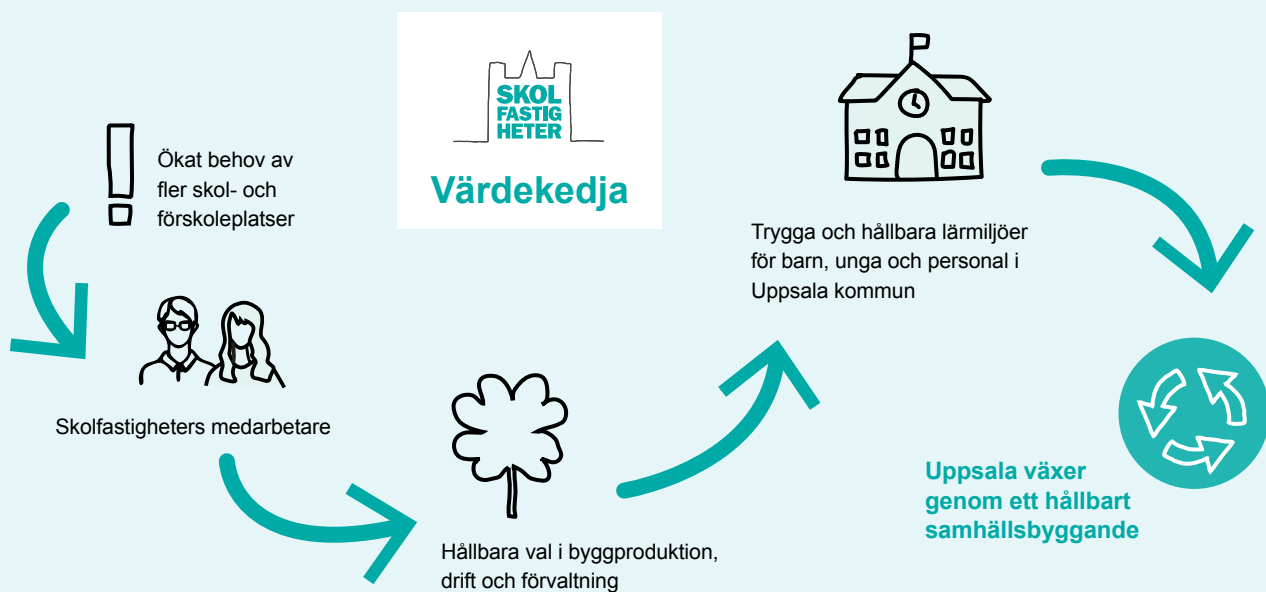 SKOL
FASTIG
HETER
Värdekedja
Ökat behov av
fler skol- och
förskoleplatser
Skolfastigheters medarbetare
Hållbara val i byggproduktion,
drift och förvaltning
Trygga och hållbara lärmiljöer
för barn, unga och personal i
Uppsala kommun
Uppsala växer
genom ett hållbart
samhällsbyggande